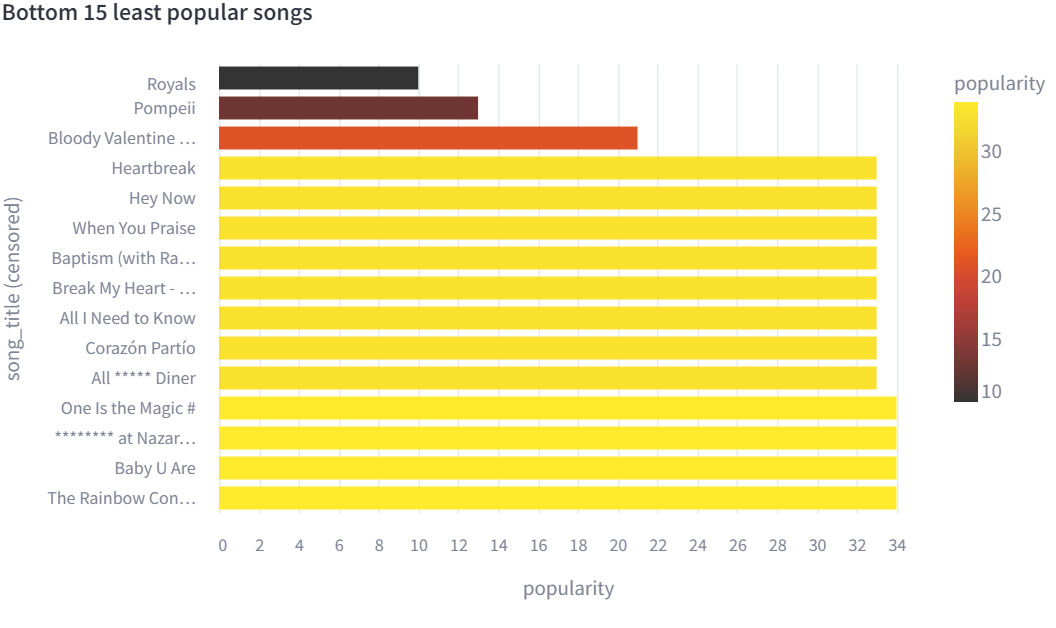 Bottom 15 least popular songs
popularity
song_title (censored)
Royals
Pompeii
Bloody Valentine …
Heartbreak
Hey Now
When You Praise
Baptism (with Ra…
Break My Heart - …
All I Need to Know
Corazón Partío
All ***** Diner
One Is the Magic #
******** at Nazar…
Baby U Are
The Rainbow Con…
30
25
20
15
10
0 2 4 6 8 10 12 14 16 18 20 22 24 26 28 30 32 34
popularity